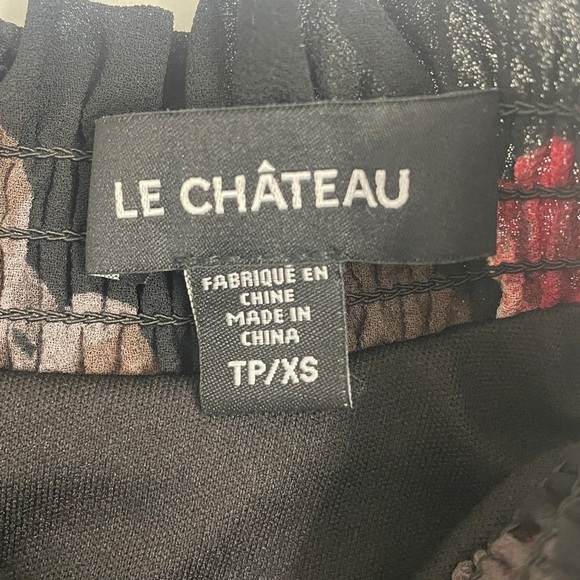 LE CHÂTEAU
FABRIQUÉ EN
CHINE
MADE IN
CHINA
TP/XS